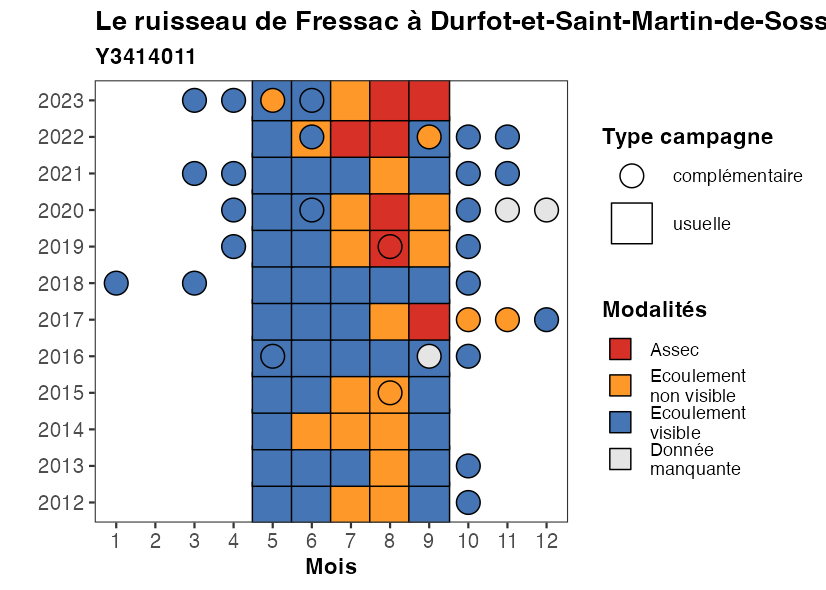 Le ruisseau de Fressac à Durfot-et-Saint-Martin-de-Soss
Y3414011
2023
2022
2021
2020
2019
2018
2017
2016
2015
2014
2013
2012
1 2 3 4 5 6 7 8 9 10 11 12
Mois
Type campagne
complémentaire
usuelle
Modalités
Assec
Ecoulement
non visible
Ecoulement
visible
Donnée
manquante